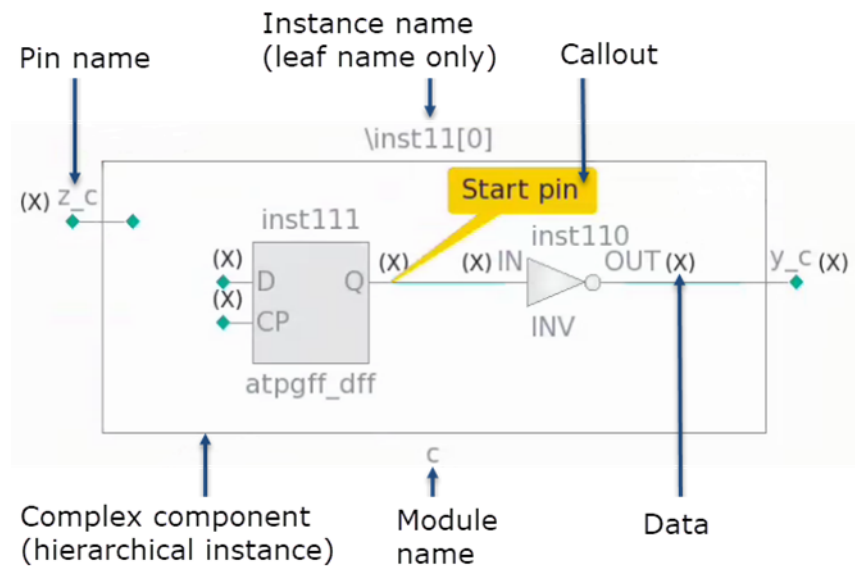 Instance name
(leaf name only)
Pin name
Callout
\inst11[0]
Start pin
(X) z_c
inst111
inst110
(X)
(X)
(X) IN
OUT (X)
y_c (X)
D
Q
(X)
CP
INV
atpgff_dff
c
Complex component
(hierarchical instance)
Module
name
Data